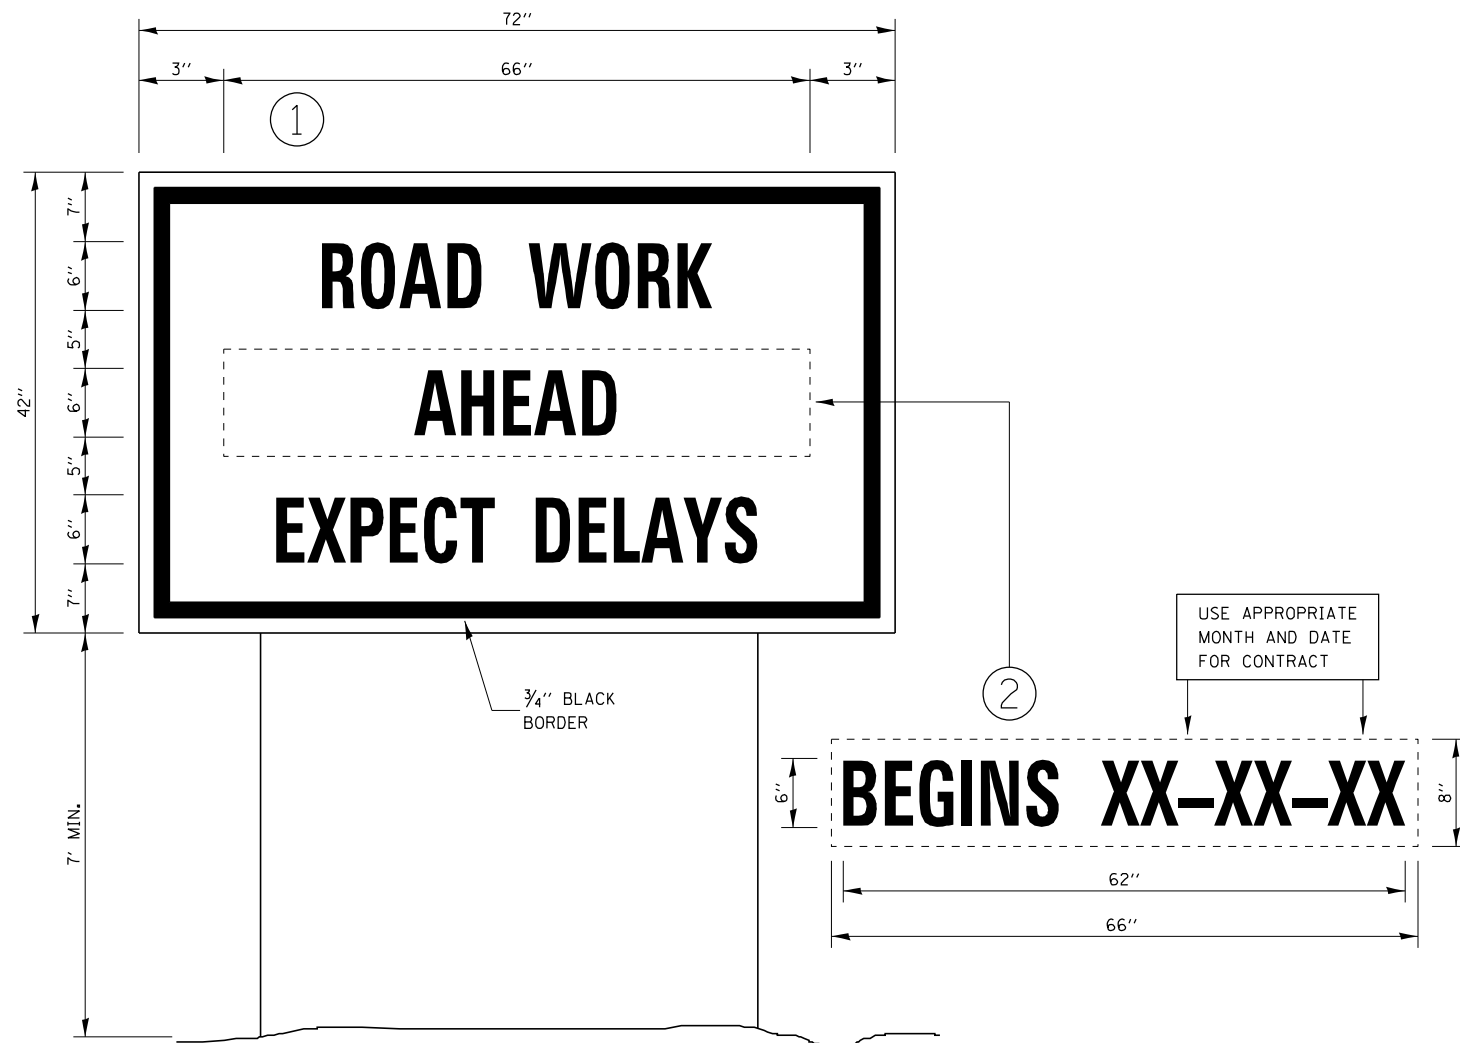 72''
3'' 66'' 3''
1
7''
6''
5''
6''
5''
6''
7''
42''
ROAD WORK
AHEAD
EXPECT DELAYS
3/4'' BLACK
BORDER
7' MIN.
2
USE APPROPRIATE
MONTH AND DATE
FOR CONTRACT
6''
BEGINS XX-XX-XX
8''
62''
66''